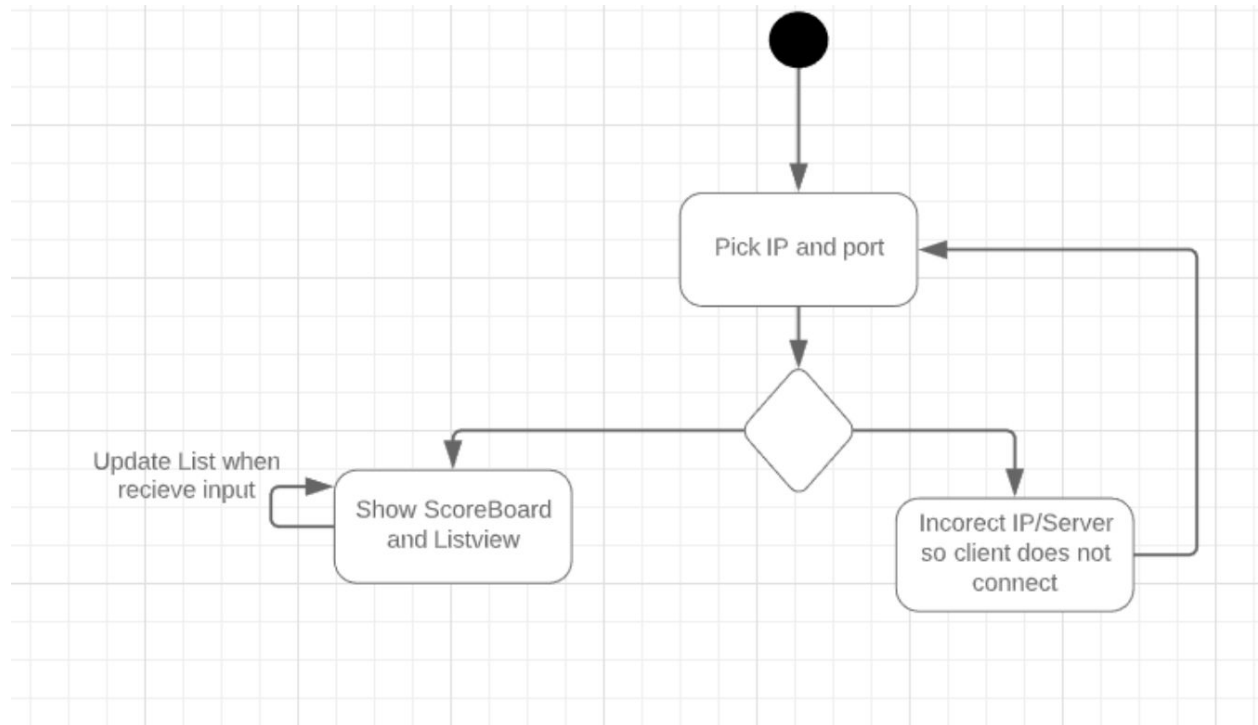 Pick IP and port
Update List when
recieve input
Show ScoreBoard
and Listview
Incorect IP/Server
so client does not
connect